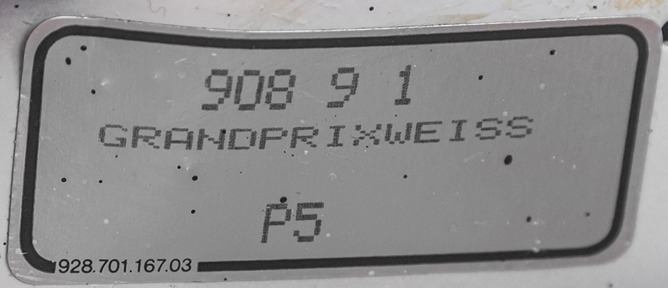 908 9 1
GRANDPRIXWEISS
P5
928.701.167.03